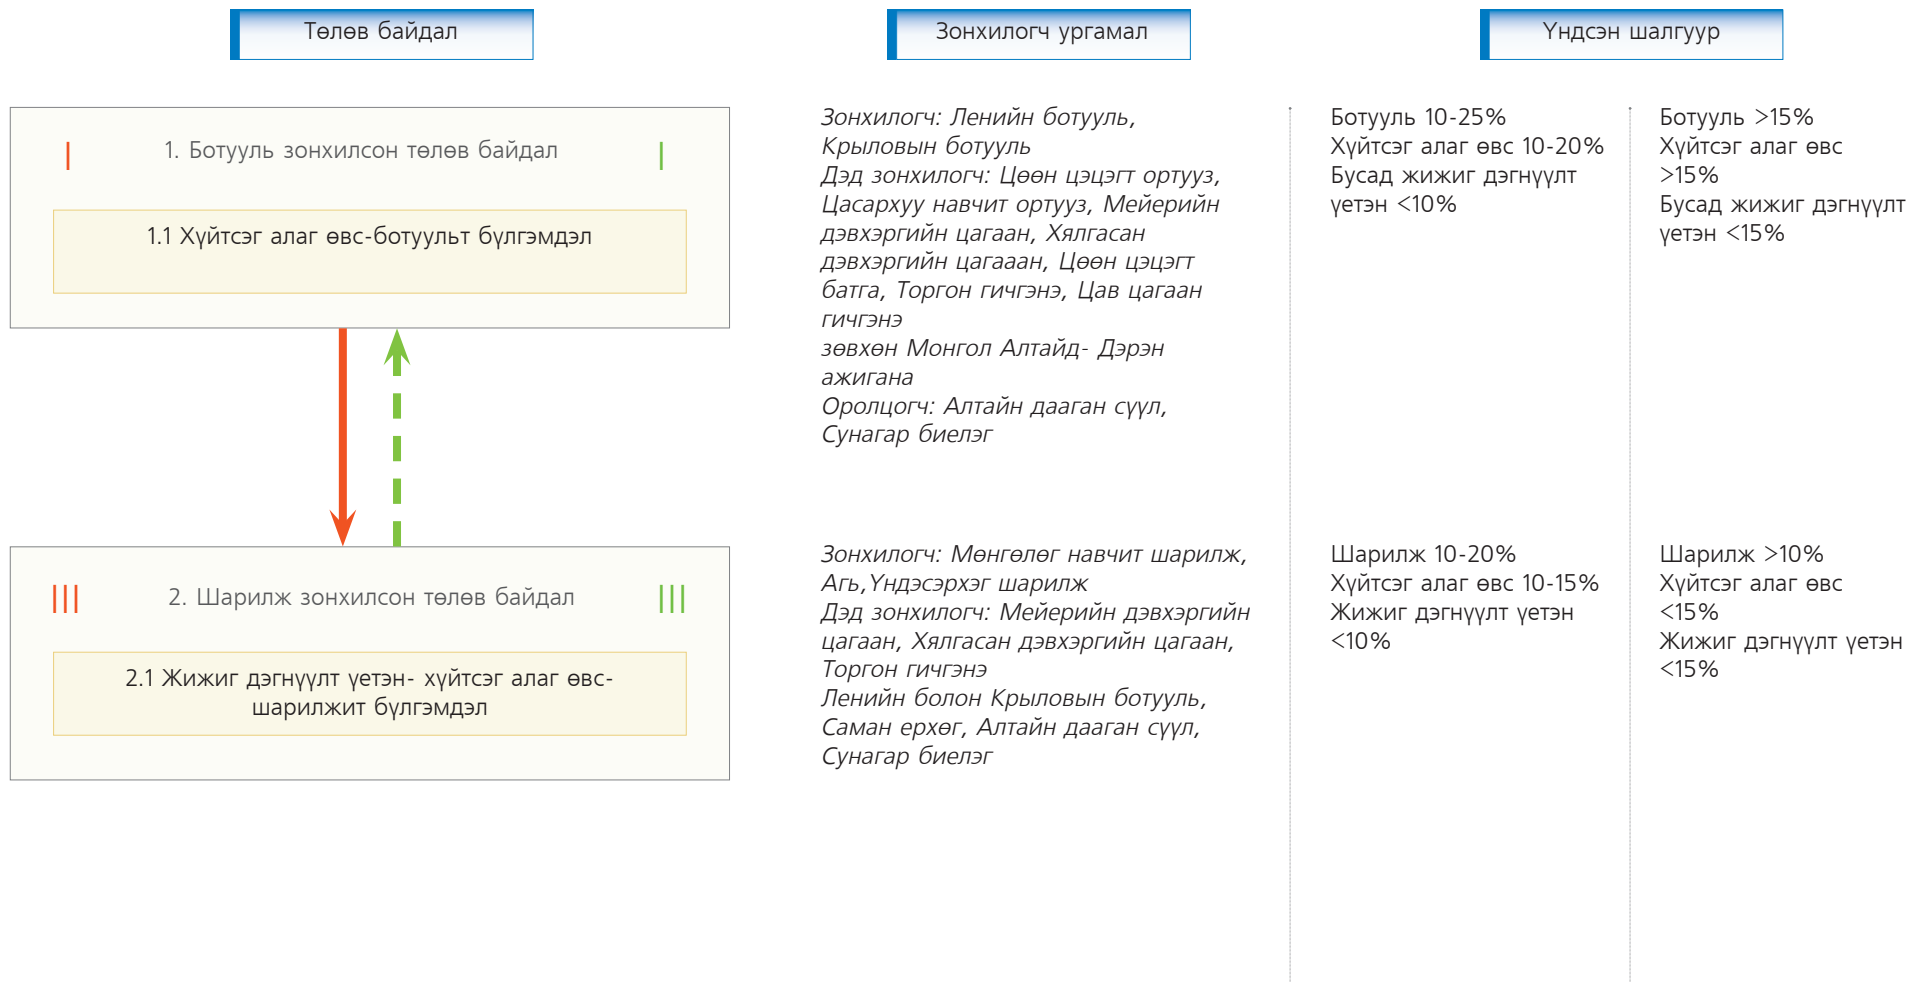 Төлөв байдал
Зонхилогч ургамал
Үндсэн шалгуур
1. Ботууль зонхилсон төлөв байдал
1.1 Хүйтсэг алаг өвс-ботуульт бүлгэмдэл
Зонхилогч: Ленийн ботууль,
Крыловын ботууль
Дэд зонхилогч: Цөөн цэцэгт ортууз,
Цасархуу навчит ортууз, Мейерийн
дэвхэргийн цагаан, Хялгасан
дэвхэргийн цагааан, Цөөн цэцэгт
батга, Торгон гичгэнэ, Цав цагаан
гичгэнэ
зөвхөн Монгол Алтайд- Дэрэн
ажигана
Оролцогч: Алтайн дааган сүүл,
Сунагар биелэг
Ботууль 10-25%
Хүйтсэг алаг өвс 10-20%
Бусад жижиг дэгнүүлт
үетэн <10%
Ботууль >15%
Хүйтсэг алаг өвс
>15%
Бусад жижиг дэгнүүлт
үетэн <15%
2. Шарилж зонхилсон төлөв байдал
2.1 Жижиг дэгнүүлт үетэн- хүйтсэг алаг өвс-
шарилжит бүлгэмдэл
Зонхилогч: Мөнгөлөг навчит шарилж,
Агь,Үндэсэрхэг шарилж
Дэд зонхилогч: Мейерийн дэвхэргийн
цагаан, Хялгасан дэвхэргийн цагаан,
Торгон гичгэнэ
Ленийн болон Крыловын ботууль,
Саман ерхөг, Алтайн дааган сүүл,
Сунагар биелэг
Шарилж 10-20%
Хүйтсэг алаг өвс 10-15%
Жижиг дэгнүүлт үетэн
<10%
Шарилж >10%
Хүйтсэг алаг өвс
<15%
Жижиг дэгнүүлт үетэн
<15%